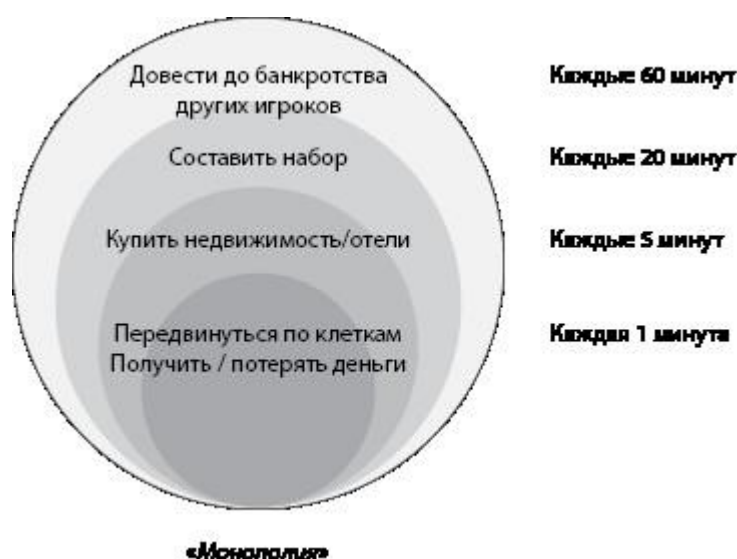 Довести до банкротства
других игроков
Каждые 60 минут
Составить набор
Каждые 20 минут
Купить недвижимость/отели
Каждые 5 минут
Передвинуться по клеткам
Получить / потерять деньги
Каждая 1 минута
«Монополия»